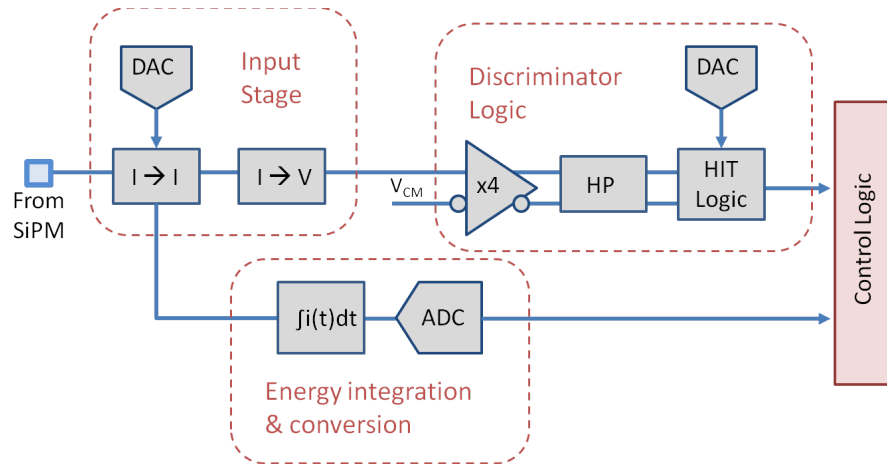 DAC
Input
Stage
I → I
I → V
From
SiPM
Discriminator
Logic
DAC
V_CM
x4
HP
HIT
Logic
Control Logic
∫i(t)dt
ADC
Energy integration
& conversion